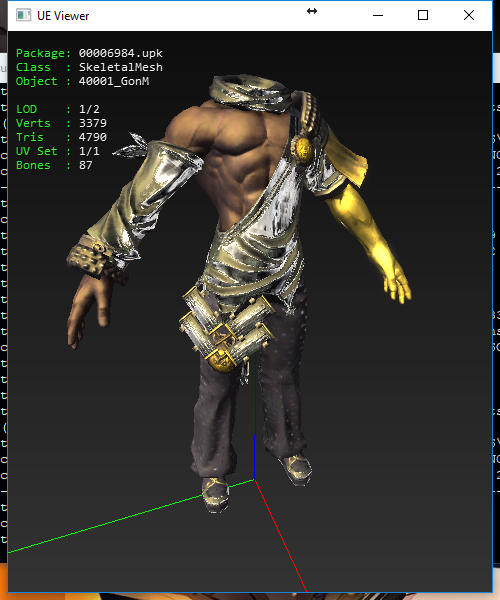 UE Viewer
Package: 00006984.upk
Class : SkeletalMesh
Object : 40001_GonM
LOD : 1/2
Verts : 3379
Tris : 4790
UV Set : 1/1
Bones : 87